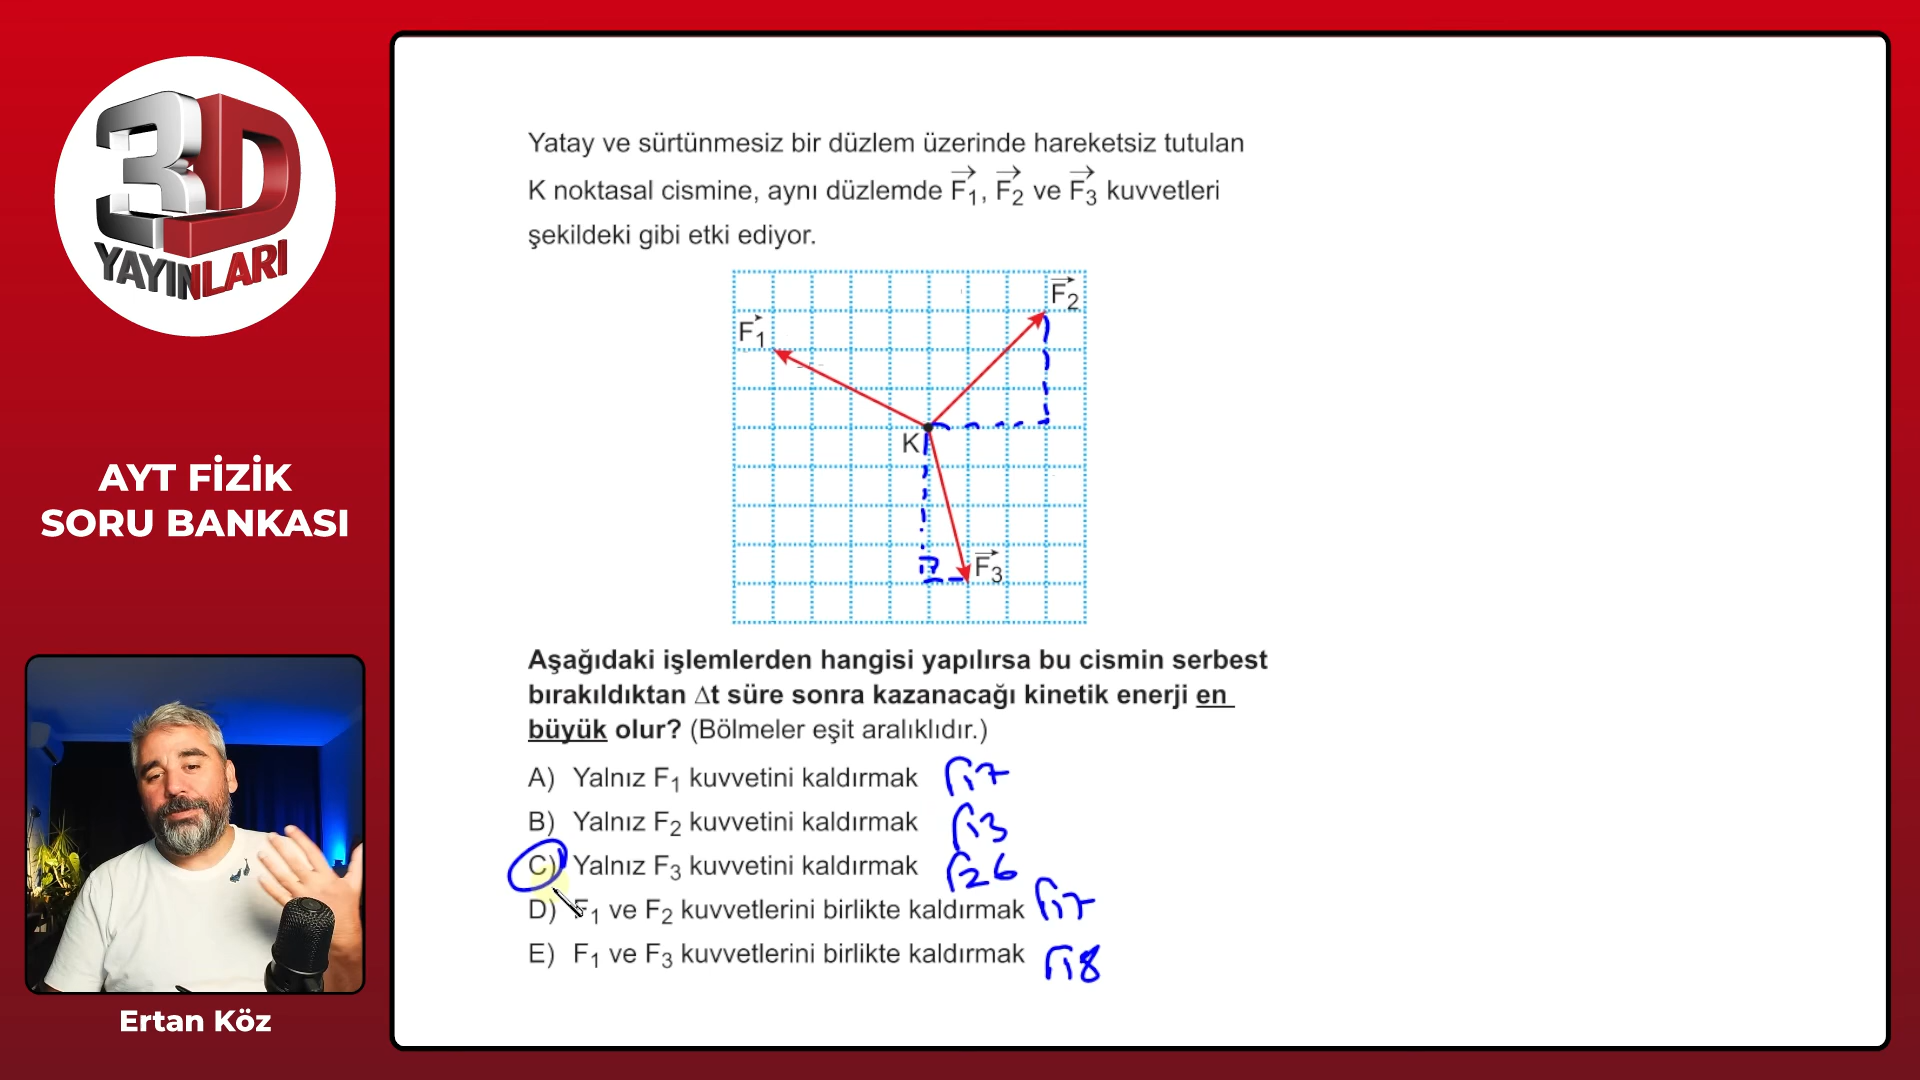 3D
YAYINLARI
AYT FİZİK
SORU BANKASI
Ertan Köz
Yatay ve sürtünmesiz bir düzlem üzerinde hareketsiz tutulan
K noktasal cismine, aynı düzlemde F₁, F₂ ve F₃ kuvvetleri
şekildeki gibi etki ediyor.
F₂
F₁
K
F₃
Aşağıdaki işlemlerden hangisi yapılırsa bu cismin serbest
bırakıldıktan Δt süre sonra kazanacağı kinetik enerji en
büyük olur? (Bölmeler eşit aralıklıdır.)
A) Yalnız F₁ kuvvetini kaldırmak √17
B) Yalnız F₂ kuvvetini kaldırmak √13
C) Yalnız F₃ kuvvetini kaldırmak √26
D) F₁ ve F₂ kuvvetlerini birlikte kaldırmak √17
E) F₁ ve F₃ kuvvetlerini birlikte kaldırmak √18